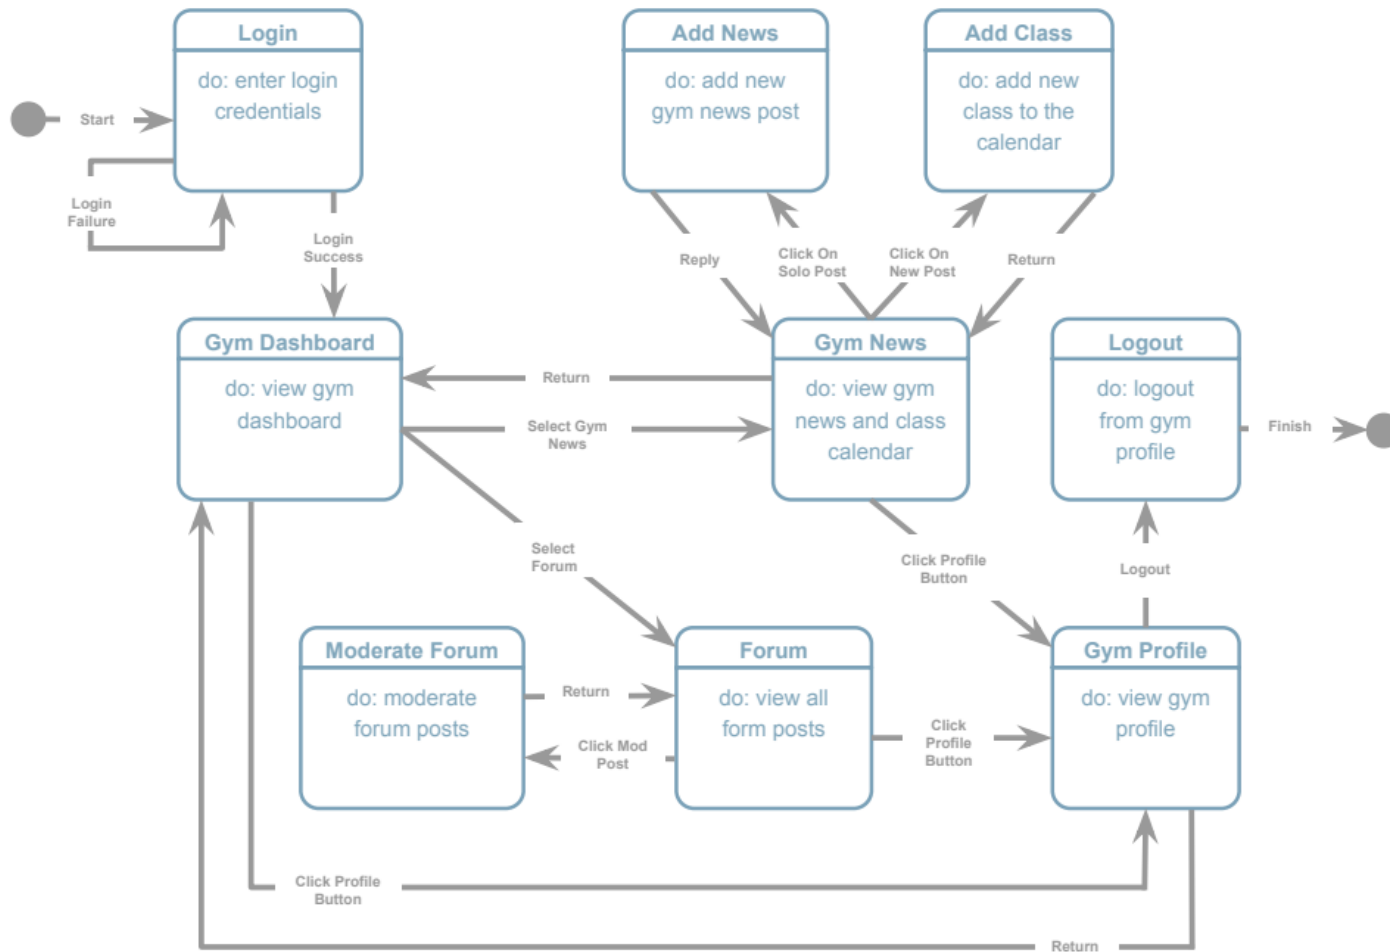 Login
do: enter login
credentials
Start
Login
Failure
Login
Success
Add News
do: add new
gym news post
Add Class
do: add new
class to the
calendar
Reply
Click On
Solo Post
Click On
New Post
Return
Gym Dashboard
do: view gym
dashboard
Return
Select Gym
News
Gym News
do: view gym
news and class
calendar
Logout
do: logout
from gym
profile
Finish
Select
Forum
Click Profile
Button
Logout
Moderate Forum
do: moderate
forum posts
Return
Click Mod
Post
Forum
do: view all
form posts
Click
Profile
Button
Gym Profile
do: view gym
profile
Click Profile
Button
Return